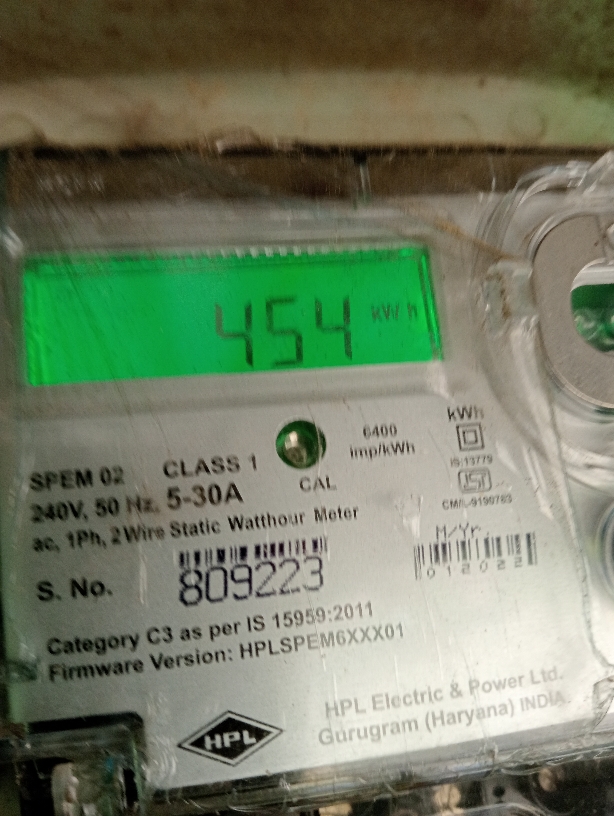 454 kWh
6400
imp/kWh
kWh
IS:13779
SPEM 02 CLASS 1
CAL
240V, 50 Hz, 5-30A
ac, 1Ph, 2 Wire Static Watthour Meter
M/Yr.
S. No. 809223
012022
Category C3 as per IS 15959:2011
Firmware Version: HPLSPEM6XXX01
HPL
HPL Electric & Power Ltd.
Gurugram (Haryana) INDIA